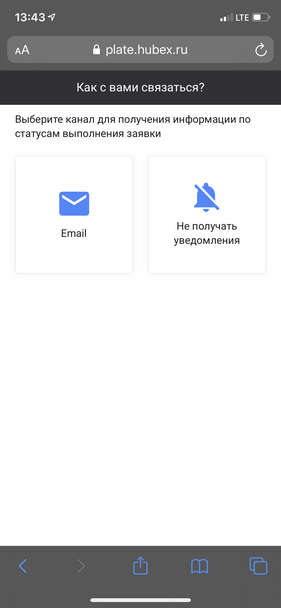 13:43
LTE
AA
plate.hubex.ru
Как с вами связаться?
Выберите канал для получения информации по
статусам выполнения заявки
Email
Не получать
уведомления